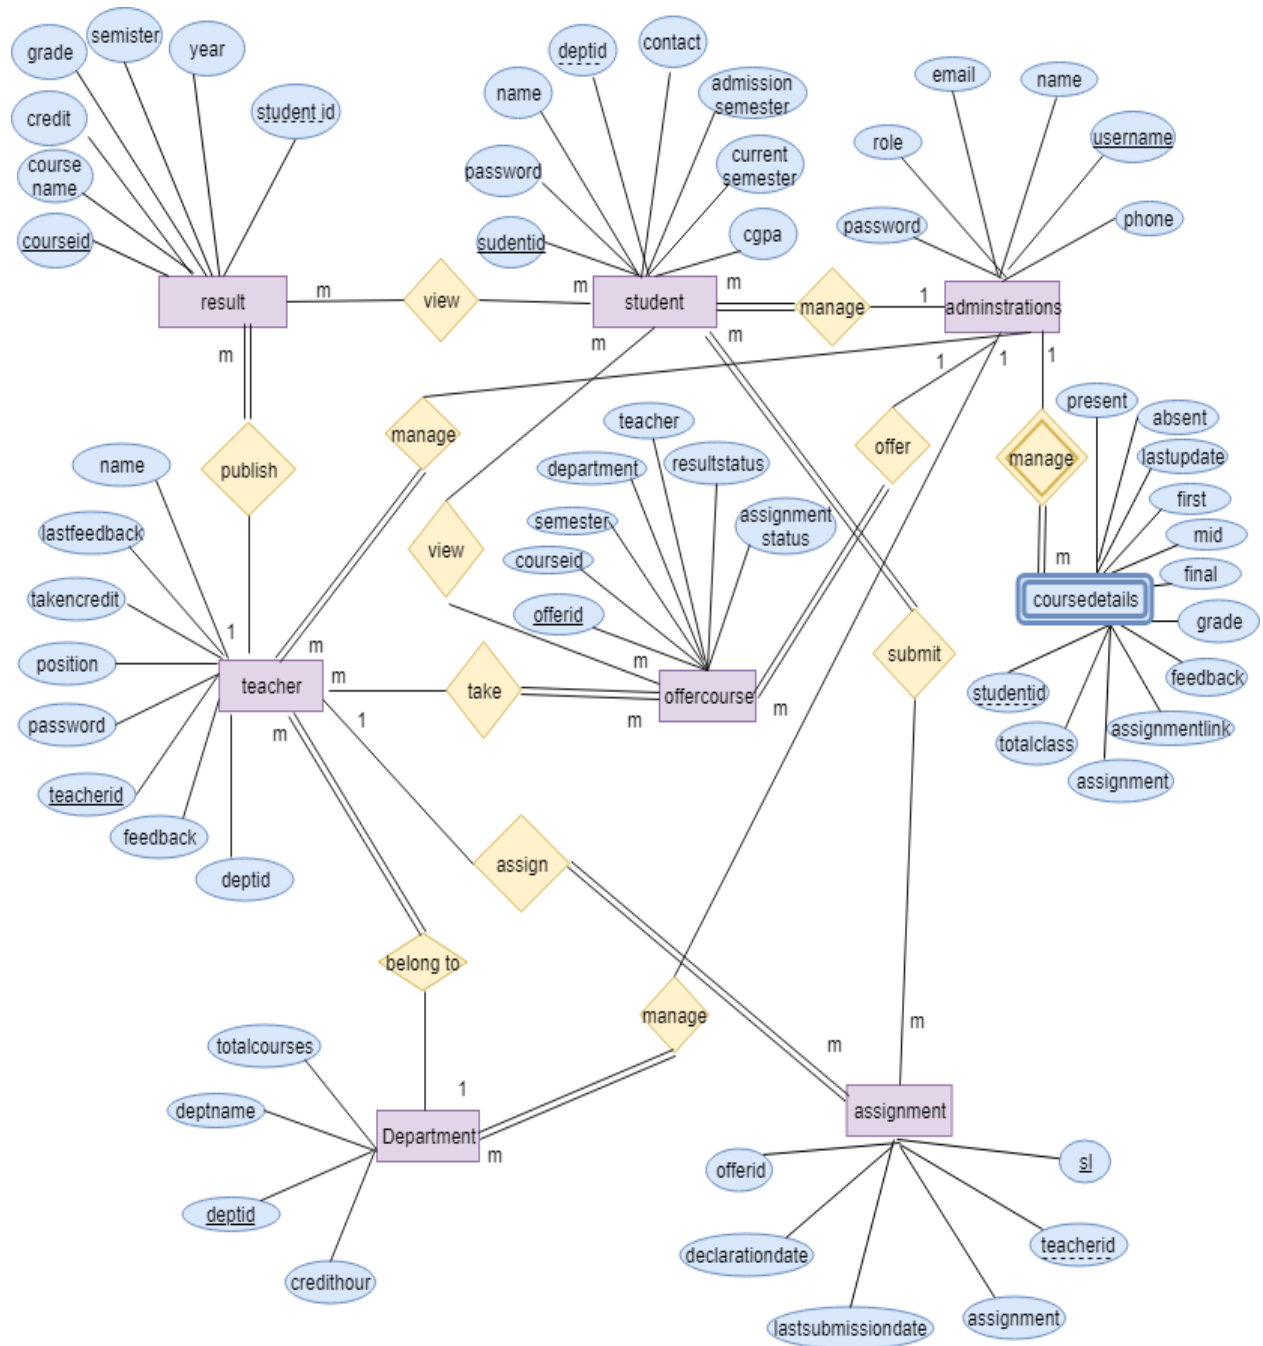 semister
grade
year
deptid
contact
email
name
name
admission
semester
credit
student_id
username
role
course
name
password
current
semester
courseid
sudentid
cgpa
password
phone
result
m
view
m
student
m
manage
1
adminstrations
m
m
m
1
1
1
manage
offer
present
absent
teacher
resultstatus
lastupdate
manage
name
publish
department
first
lastfeedback
semester
assignment
status
mid
view
courseid
m
final
takencredit
offerid
coursedetails
grade
1
m
submit
position
m
m
feedback
teacher
take
offercourse
studentid
password
1
m
m
assignmentlink
m
totalclass
teacherid
assignment
feedback
assign
deptid
belong to
manage
m
totalcourses
m
1
deptname
assignment
Department
m
offerid
sl
deptid
teacherid
declarationdate
credithour
assignment
lastsubmissiondate